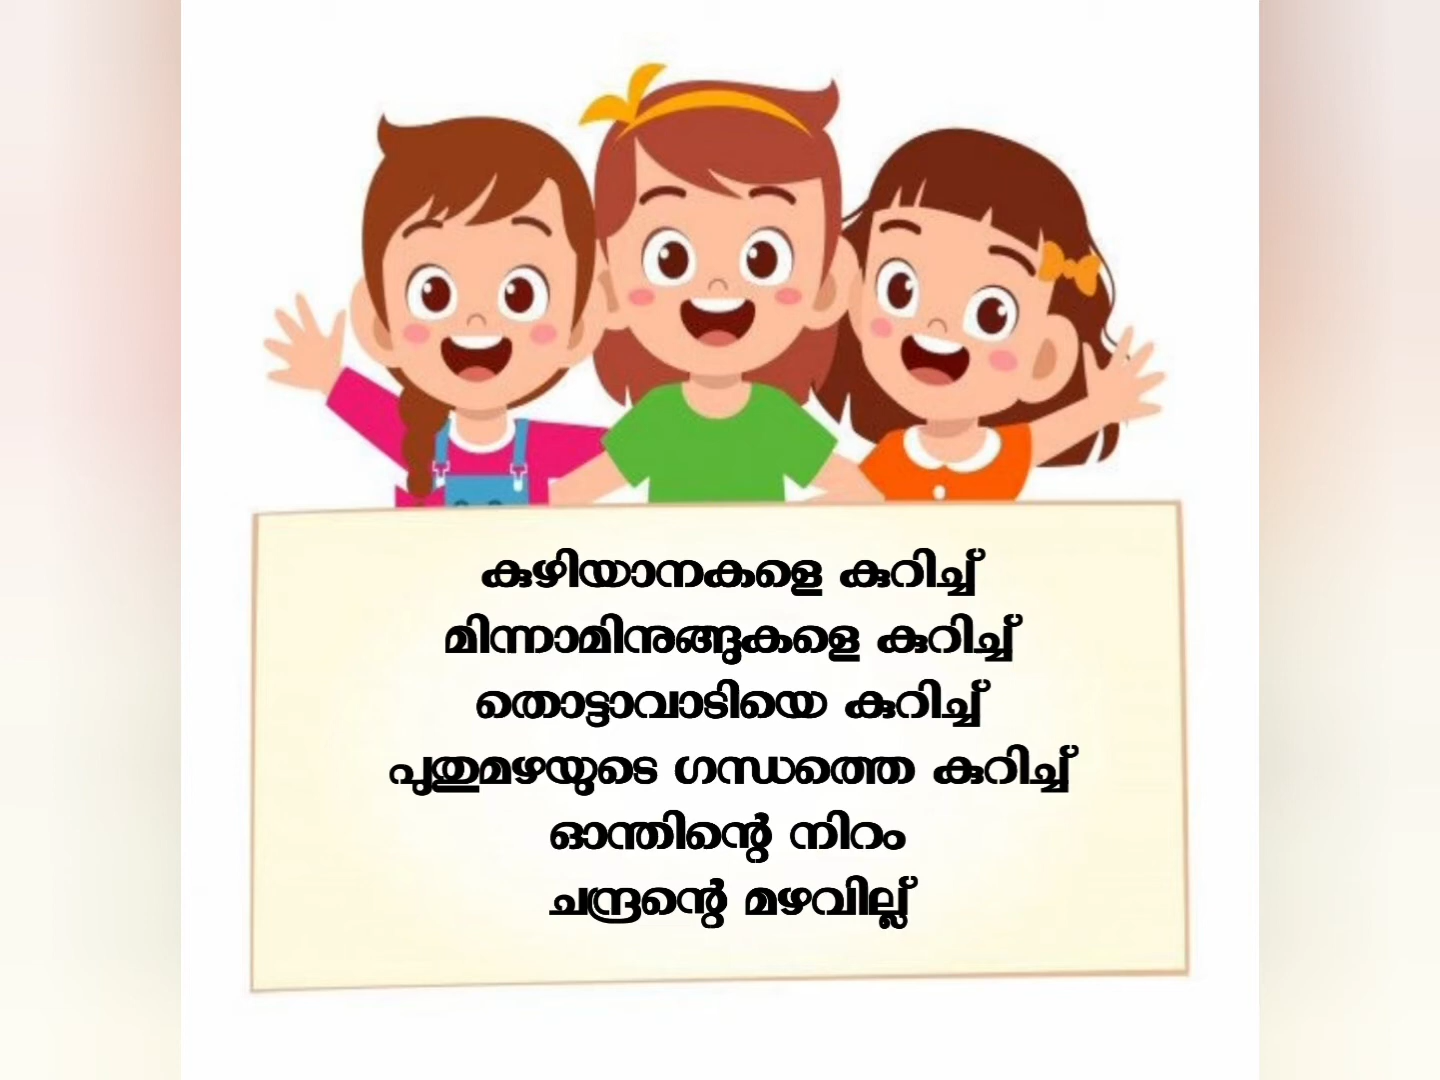 കുഴിയാനകളെ കുറിച്ച്
മിന്നാമിനുങ്ങുകളെ കുറിച്ച്
തൊട്ടാവാടിയെ കുറിച്ച്
പുതുമഴയുടെ ഗന്ധത്തെ കുറിച്ച്
ഓന്തിന്റെ നിറം
ചന്ദ്രന്റെ മഴവില്ല്